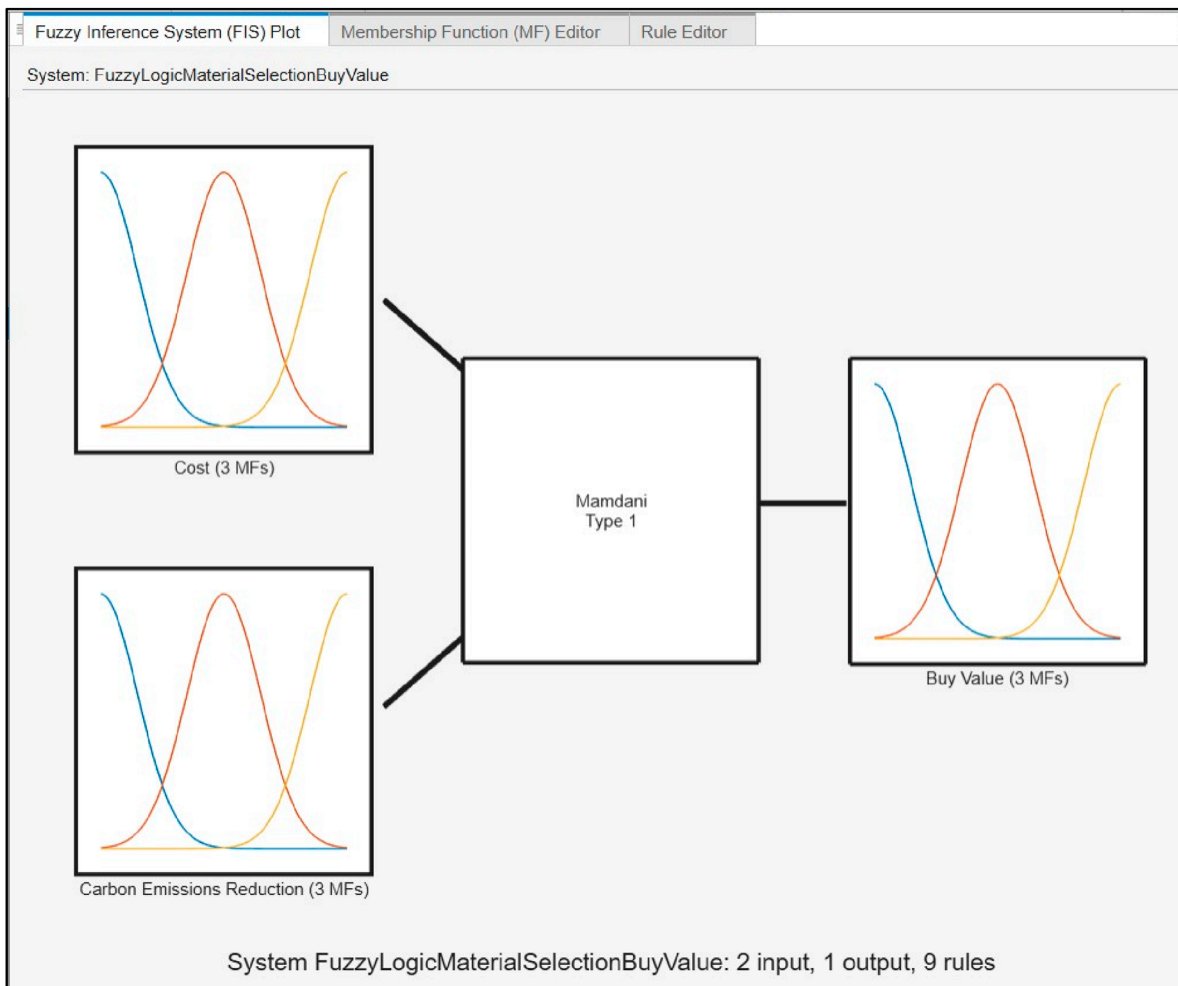 Fuzzy Inference System (FIS) Plot
Membership Function (MF) Editor
Rule Editor
System: FuzzyLogicMaterialSelectionBuyValue
Cost (3 MFs)
Mamdani
Type 1
Buy Value (3 MFs)
Carbon Emissions Reduction (3 MFs)
System FuzzyLogicMaterialSelectionBuyValue: 2 input, 1 output, 9 rules